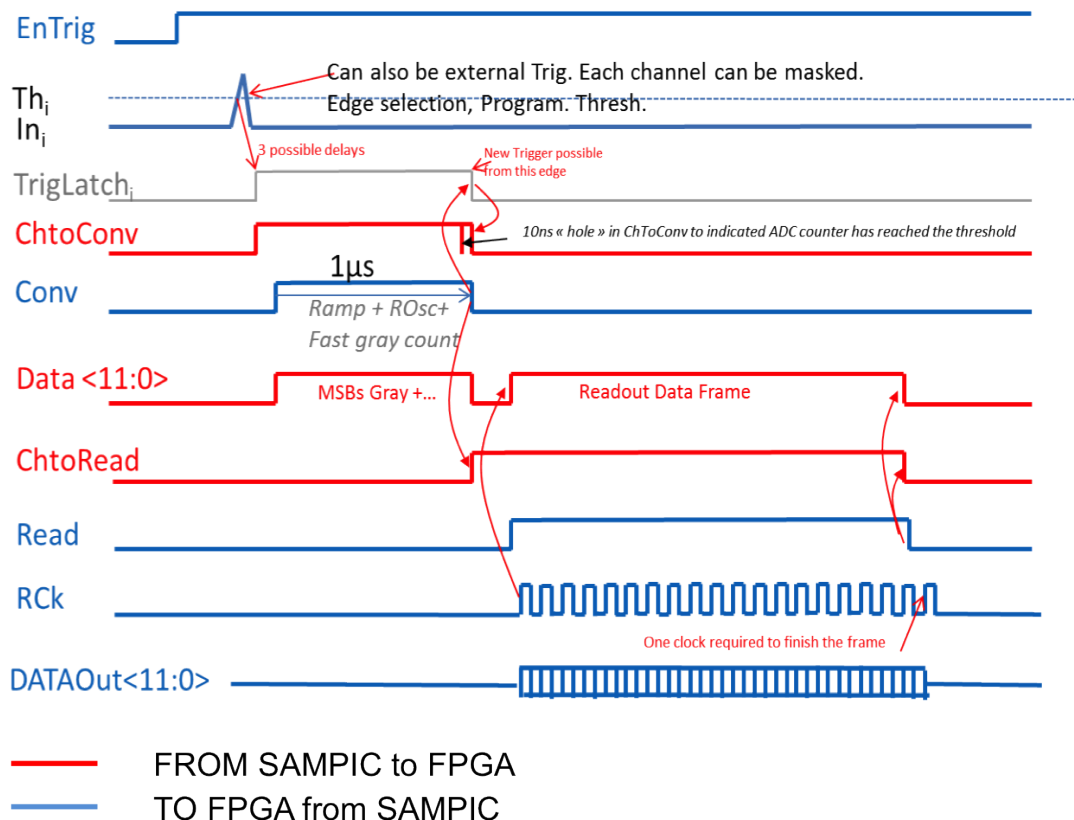 EnTrig
Can also be external Trig. Each channel can be masked.
Th_i
Edge selection, Program. Thresh.
In_i
3 possible delays
New Trigger possible
from this edge
TrigLatch_i
ChtoConv
10ns « hole » in ChToConv to indicated ADC counter has reached the threshold
1µs
Conv
Ramp + ROsc+
Fast gray count
Data <11:0>
MSBs Gray +...
Readout Data Frame
ChtoRead
Read
RCk
One clock required to finish the frame
DATAOut<11:0>
FROM SAMPIC to FPGA
TO FPGA from SAMPIC